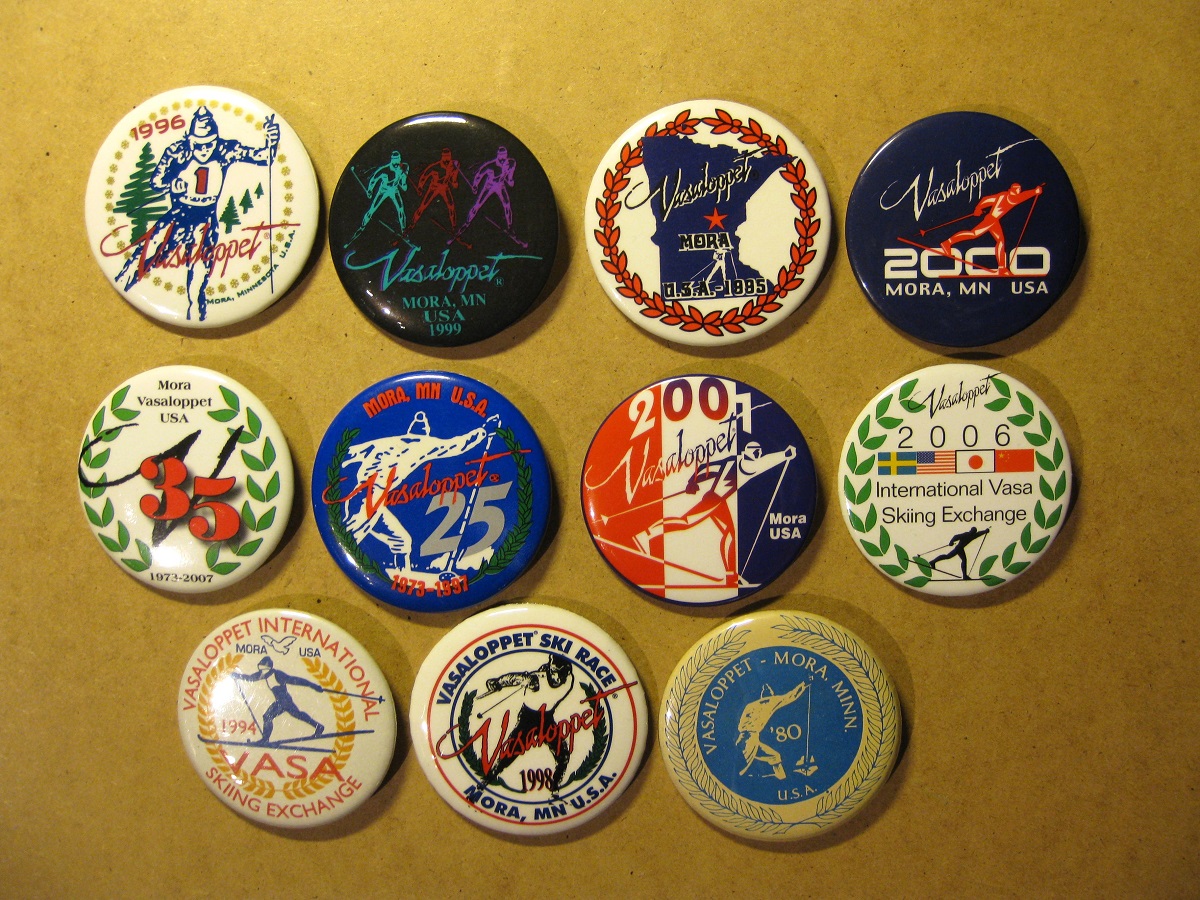 1996
1
Vasaloppet
MORA, MINNESOTA U.S.A.
Vasaloppet®
MORA, MN
USA
1999
Vasaloppet
MORA
U.S.A.-1995
Vasaloppet
2000
MORA, MN USA
Mora
Vasaloppet
USA
35
1973-2007
MORA, MN U.S.A.
Vasaloppet®
25
1973-1997
2001
Vasaloppet
Mora
USA
Vasaloppet
2006
International Vasa
Skiing Exchange
VASALOPPET INTERNATIONAL
MORA USA
1994
VASA
SKIING EXCHANGE
VASALOPPET® SKI RACE
Vasaloppet®
1998
MORA, MN U.S.A.
VASALOPPET - MORA, MINN.
'80
U.S.A.